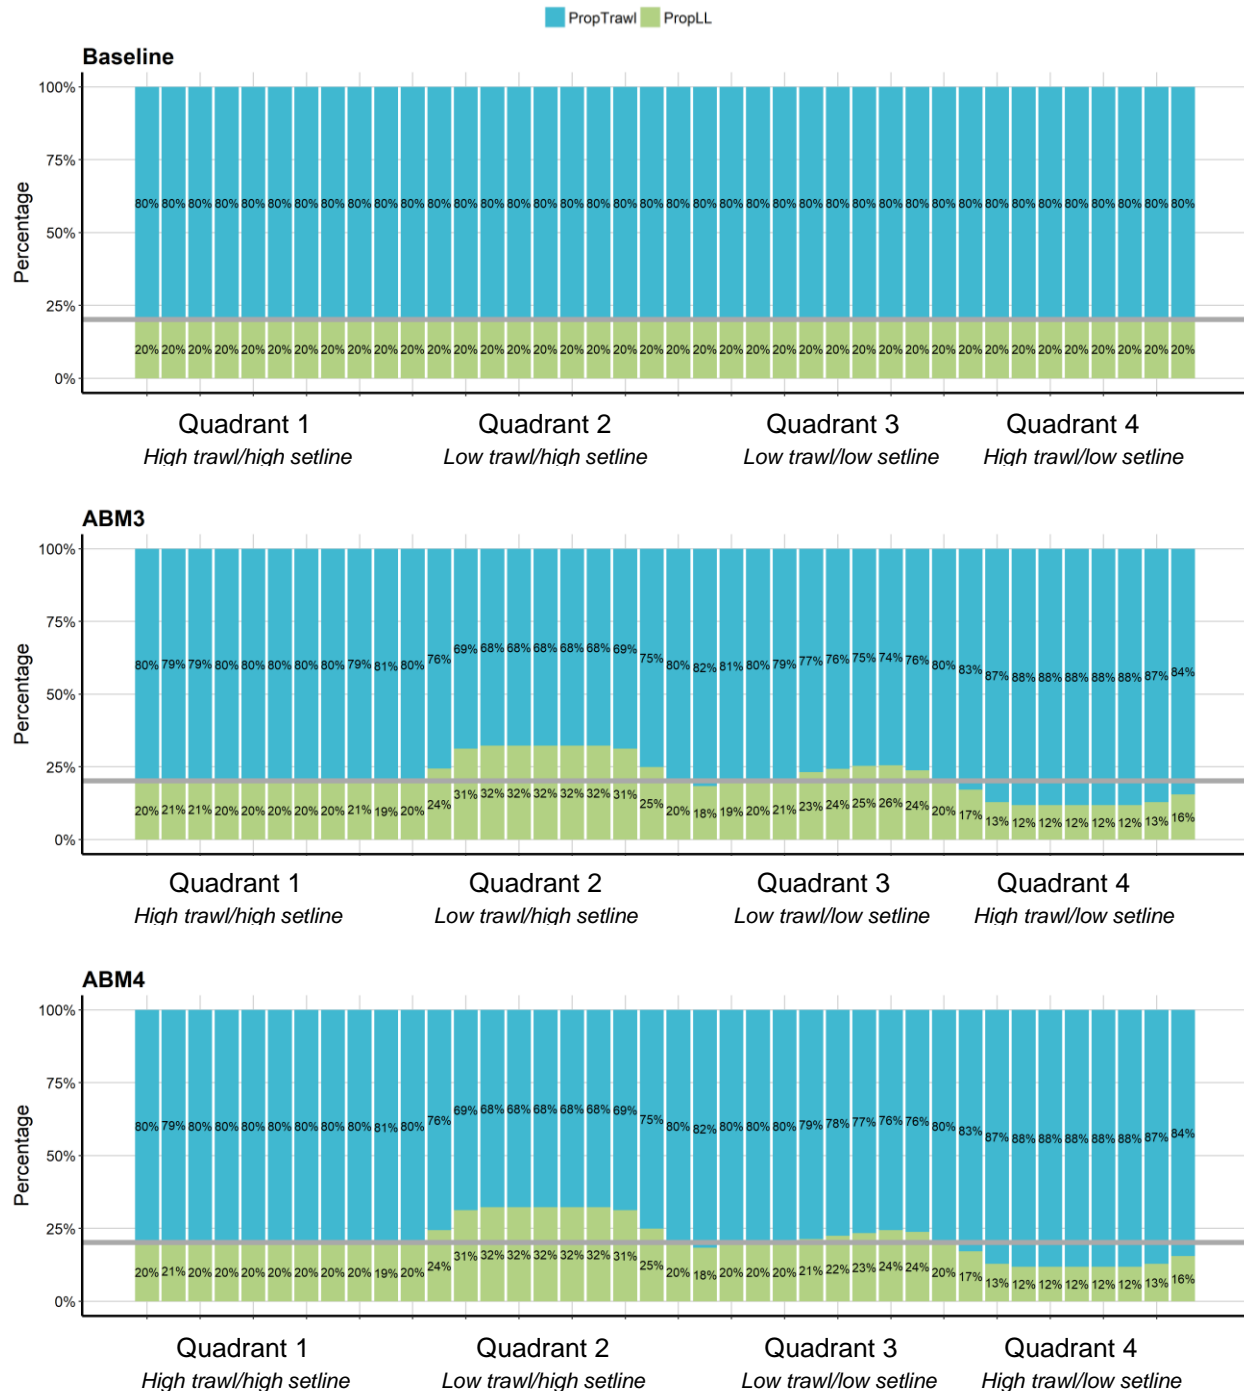 PropTrawl PropLL
Baseline
Percentage
100%
75%
80% 80% 80% 80% 80% 80% 80% 80% 80% 80% 80% 80% 80% 80% 80% 80% 80% 80% 80% 80% 80% 80% 80% 80% 80% 80% 80% 80% 80% 80% 80% 80% 80% 80% 80% 80% 80% 80% 80% 80%
50%
25%
20% 20% 20% 20% 20% 20% 20% 20% 20% 20% 20% 20% 20% 20% 20% 20% 20% 20% 20% 20% 20% 20% 20% 20% 20% 20% 20% 20% 20% 20% 20% 20% 20% 20% 20% 20% 20% 20% 20% 20%
0%
Quadrant 1 Quadrant 2 Quadrant 3 Quadrant 4
High trawl/high setline Low trawl/high setline Low trawl/low setline High trawl/low setline
ABM3
Percentage
100%
75%
80% 79% 79% 80% 80% 80% 80% 80% 79% 81% 80% 76% 69% 68% 68% 68% 68% 68% 69% 75% 80% 82% 81% 80% 79% 77% 76% 75% 74% 76% 80% 83% 87% 88% 88% 88% 88% 88% 87% 84%
50%
25%
20% 21% 21% 20% 20% 20% 20% 20% 21% 19% 20% 24% 31% 32% 32% 32% 32% 32% 31% 25% 20% 18% 19% 20% 21% 23% 24% 25% 26% 24% 20% 17% 13% 12% 12% 12% 12% 12% 13% 16%
0%
Quadrant 1 Quadrant 2 Quadrant 3 Quadrant 4
High trawl/high setline Low trawl/high setline Low trawl/low setline High trawl/low setline
ABM4
Percentage
100%
75%
80% 79% 80% 80% 80% 80% 80% 80% 80% 81% 80% 76% 69% 68% 68% 68% 68% 68% 69% 75% 80% 82% 80% 80% 80% 79% 78% 77% 76% 76% 80% 83% 87% 88% 88% 88% 88% 88% 87% 84%
50%
25%
20% 21% 20% 20% 20% 20% 20% 20% 20% 19% 20% 24% 31% 32% 32% 32% 32% 32% 31% 25% 20% 18% 20% 20% 20% 21% 22% 23% 24% 24% 20% 17% 13% 12% 12% 12% 12% 12% 13% 16%
0%
Quadrant 1 Quadrant 2 Quadrant 3 Quadrant 4
High trawl/high setline Low trawl/high setline Low trawl/low setline High trawl/low setline